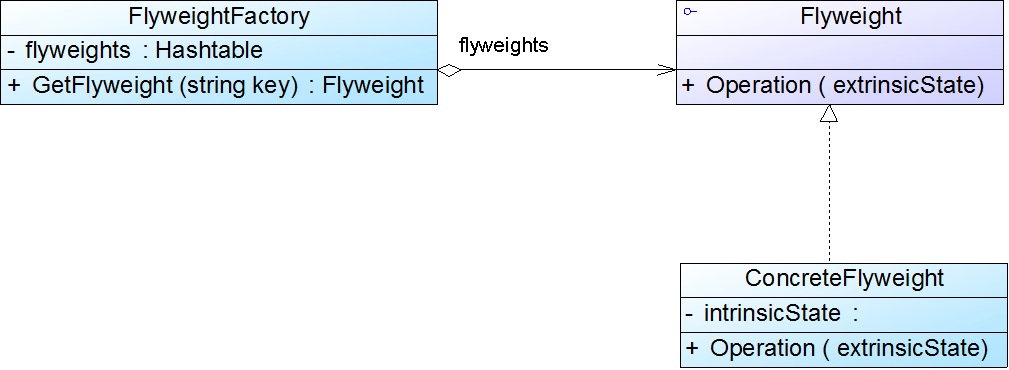 FlyweightFactory
- flyweights : Hashtable
+ GetFlyweight (string key) : Flyweight
flyweights
Flyweight
+ Operation ( extrinsicState)
ConcreteFlyweight
- intrinsicState :
+ Operation ( extrinsicState)